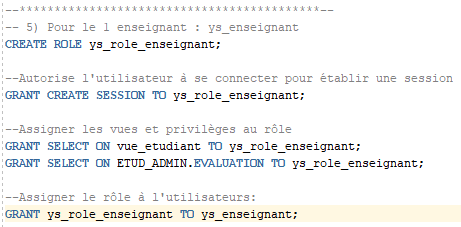 --*******************************************--
-- 5) Pour le 1 enseignant : ys_enseignant
CREATE ROLE ys_role_enseignant;
--Autorise l'utilisateur à se connecter pour établir une session
GRANT CREATE SESSION TO ys_role_enseignant;
--Assigner les vues et privilèges au rôle
GRANT SELECT ON vue_etudiant TO ys_role_enseignant;
GRANT SELECT ON ETUD_ADMIN.EVALUATION TO ys_role_enseignant;
--Assigner le rôle à l'utilisateurs:
GRANT ys_role_enseignant TO ys_enseignant;